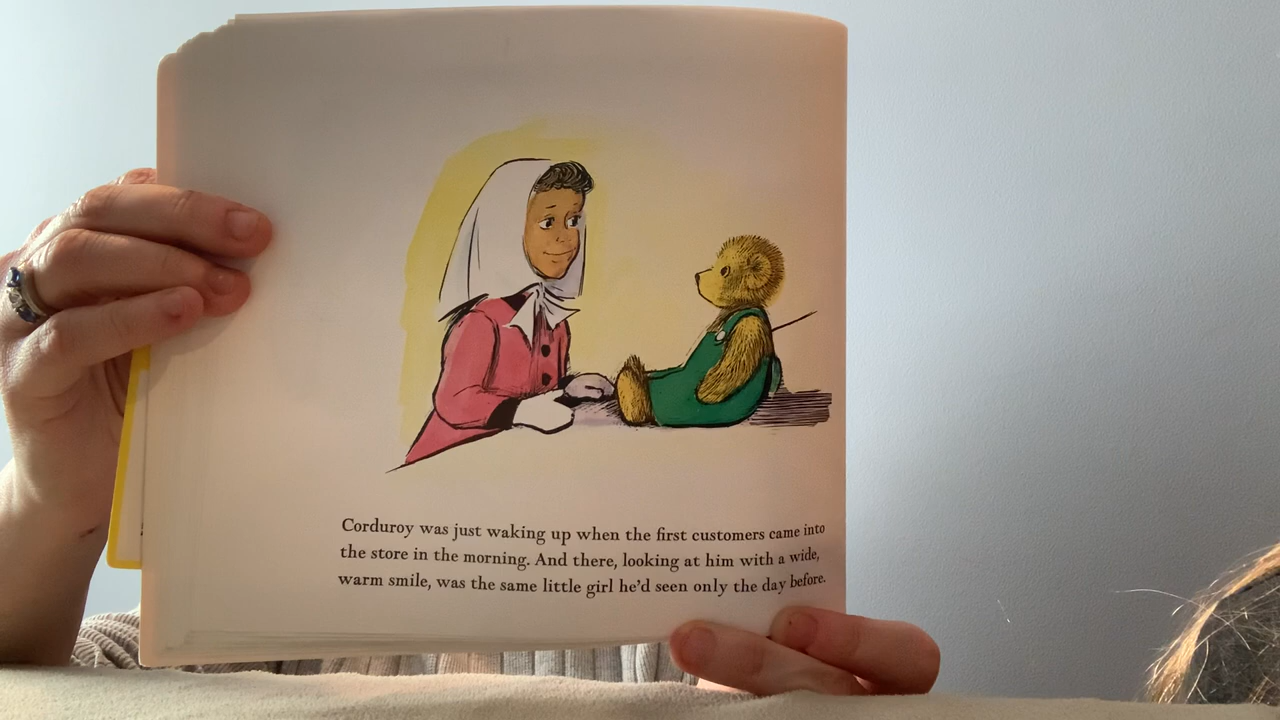 Corduroy was just waking up when the first customers came into
the store in the morning. And there, looking at him with a wide,
warm smile, was the same little girl he’d seen only the day before.